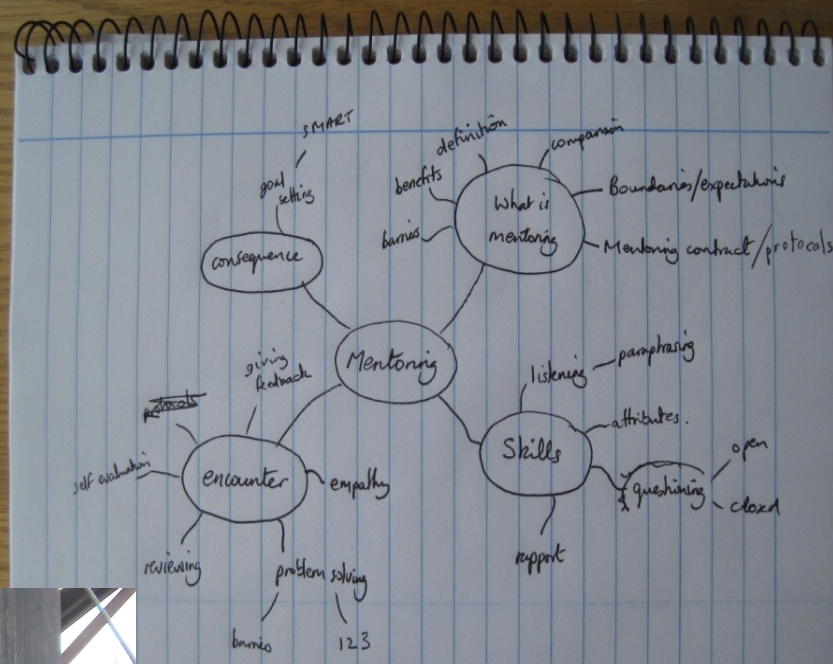 SMART
definition
comparison
goal
setting
benefits
Boundaries/expectations
What is
mentoring
barriers
Mentoring contract/protocols
consequence
Mentoring
giving
feedback
listening
paraphrasing
protocols
attributes.
Skills
open
self evaluation
encounter
empathy
questioning
closed
reviewing
problem solving
rapport
barriers
123